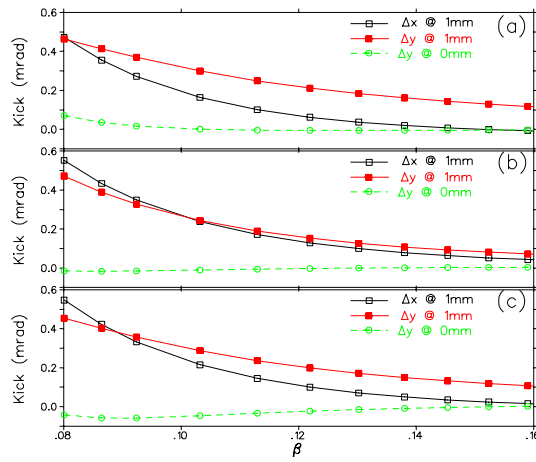 0.6
Δx @ 1mm
(a)
Δy @ 1mm
0.4
Δy @ 0mm
Kick (mrad)
0.2
0.0
0.6
Δx @ 1mm
(b)
Δy @ 1mm
0.4
Δy @ 0mm
Kick (mrad)
0.2
0.0
0.6
Δx @ 1mm
(c)
Δy @ 1mm
0.4
Δy @ 0mm
Kick (mrad)
0.2
0.0
.08 .10 .12 .14 .16
β